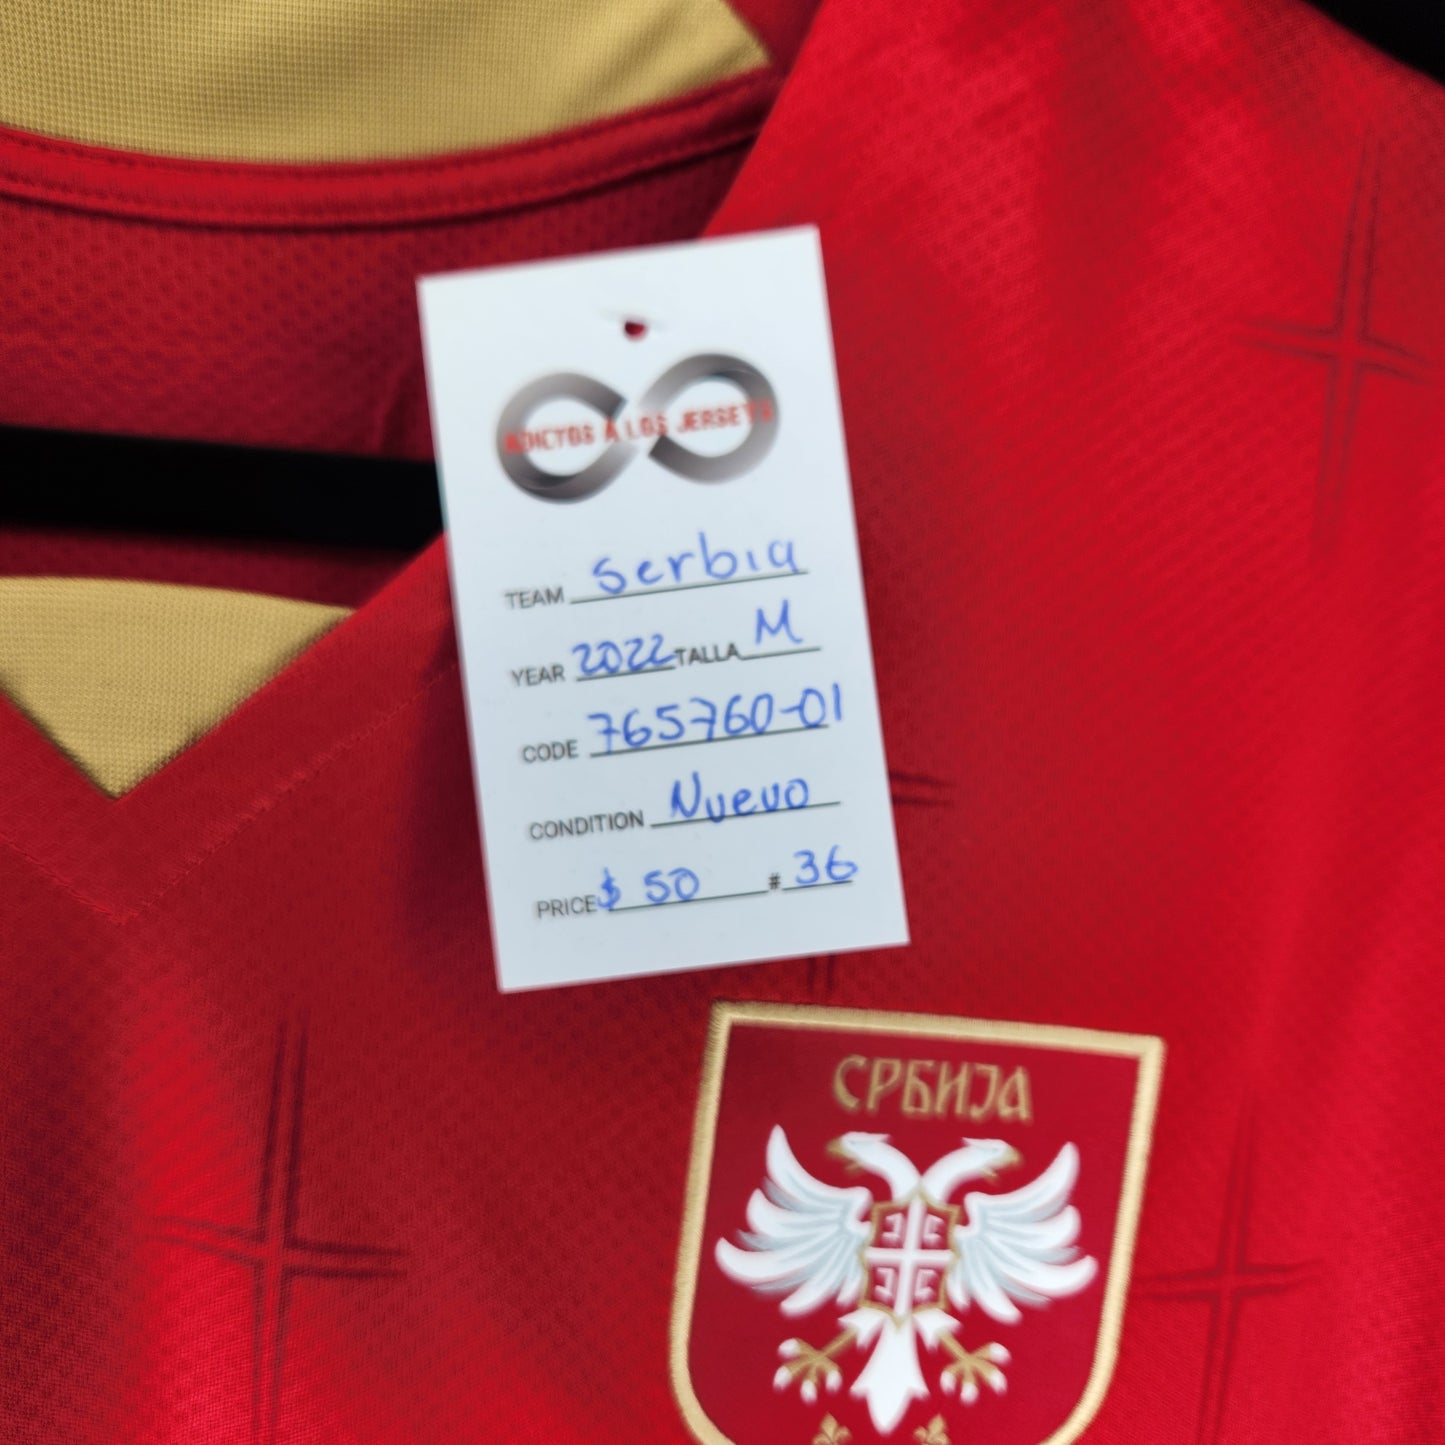 ADICTOS A LOS JERSEYS
TEAM Serbia
YEAR 2022 TALLA M
CODE 765760-01
CONDITION Nuevo
PRICE $ 50 # 36
СРБИЈА